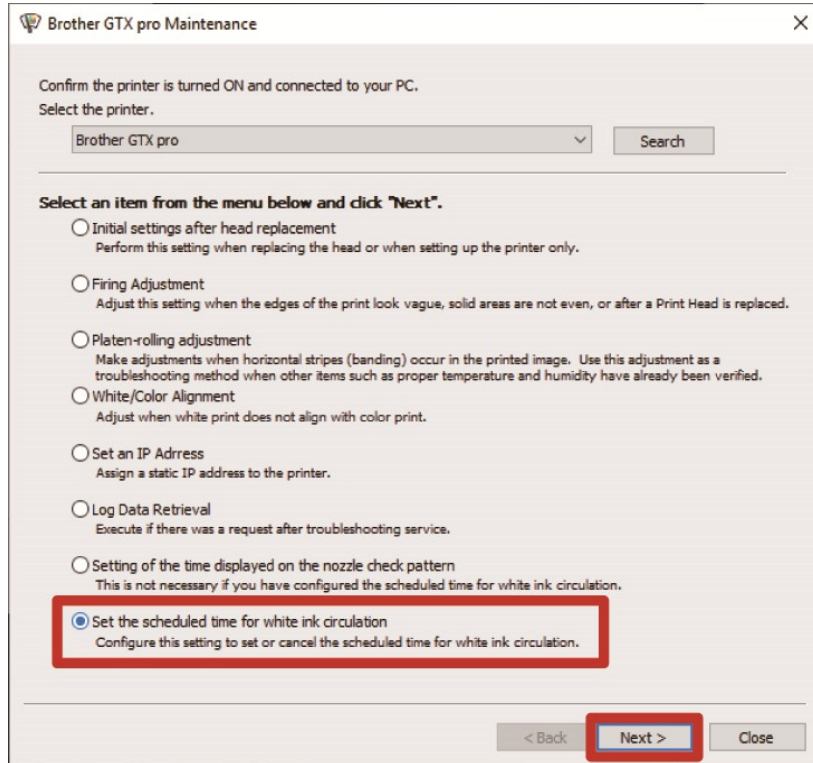 Brother GTX pro Maintenance
Confirm the printer is turned ON and connected to your PC.
Select the printer.
Brother GTX pro
Search
Select an item from the menu below and click "Next".
Initial settings after head replacement
Perform this setting when replacing the head or when setting up the printer only.
Firing Adjustment
Adjust this setting when the edges of the print look vague, solid areas are not even, or after a Print Head is replaced.
Platen-rolling adjustment
Make adjustments when horizontal stripes (banding) occur in the printed image. Use this adjustment as a
troubleshooting method when other items such as proper temperature and humidity have already been verified.
White/Color Alignment
Adjust when white print does not align with color print.
Set an IP Adrress
Assign a static IP address to the printer.
Log Data Retrieval
Execute if there was a request after troubleshooting service.
Setting of the time displayed on the nozzle check pattern
This is not necessary if you have configured the scheduled time for white ink circulation.
Set the scheduled time for white ink circulation
Configure this setting to set or cancel the scheduled time for white ink circulation.
< Back
Next >
Close